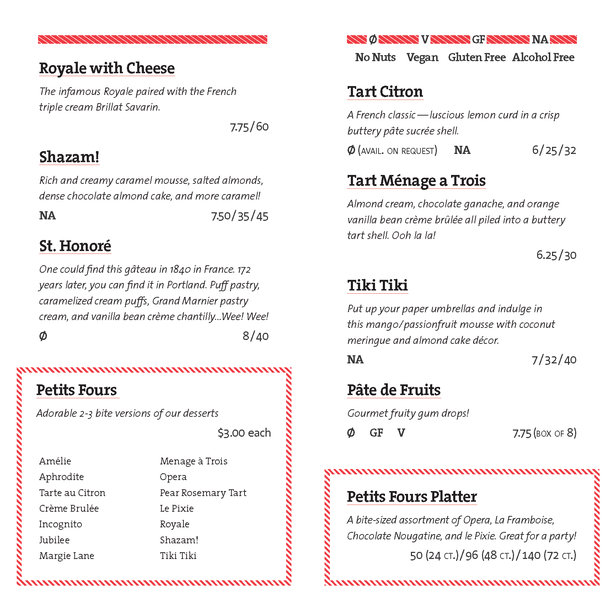 Royale with Cheese
The infamous Royale paired with the French
triple cream Brillat Savarin.
7.75/60
Shazam!
Rich and creamy caramel mousse, salted almonds,
dense chocolate almond cake, and more caramel!
NA 7.50/35/45
St. Honoré
One could find this gâteau in 1840 in France. 172
years later, you can find it in Portland. Puff pastry,
caramelized cream puffs, Grand Marnier pastry
cream, and vanilla bean crème chantilly...Wee! Wee!
Ø 8/40
Petits Fours
Adorable 2-3 bite versions of our desserts
$3.00 each
Amélie
Aphrodite
Tarte au Citron
Crème Brulée
Incognito
Jubilee
Margie Lane
Menage à Trois
Opera
Pear Rosemary Tart
Le Pixie
Royale
Shazam!
Tiki Tiki
Ø V GF NA
No Nuts Vegan Gluten Free Alcohol Free
Tart Citron
A French classic—luscious lemon curd in a crisp
buttery pâte sucrée shell.
Ø (AVAIL. ON REQUEST) NA 6/25/32
Tart Ménage a Trois
Almond cream, chocolate ganache, and orange
vanilla bean crème brûlée all piled into a buttery
tart shell. Ooh la la!
6.25/30
Tiki Tiki
Put up your paper umbrellas and indulge in
this mango/passionfruit mousse with coconut
meringue and almond cake décor.
NA 7/32/40
Pâte de Fruits
Gourmet fruity gum drops!
Ø GF V 7.75 (BOX OF 8)
Petits Fours Platter
A bite-sized assortment of Opera, La Framboise,
Chocolate Nougatine, and le Pixie. Great for a party!
50 (24 CT.)/96 (48 CT.)/140 (72 CT.)